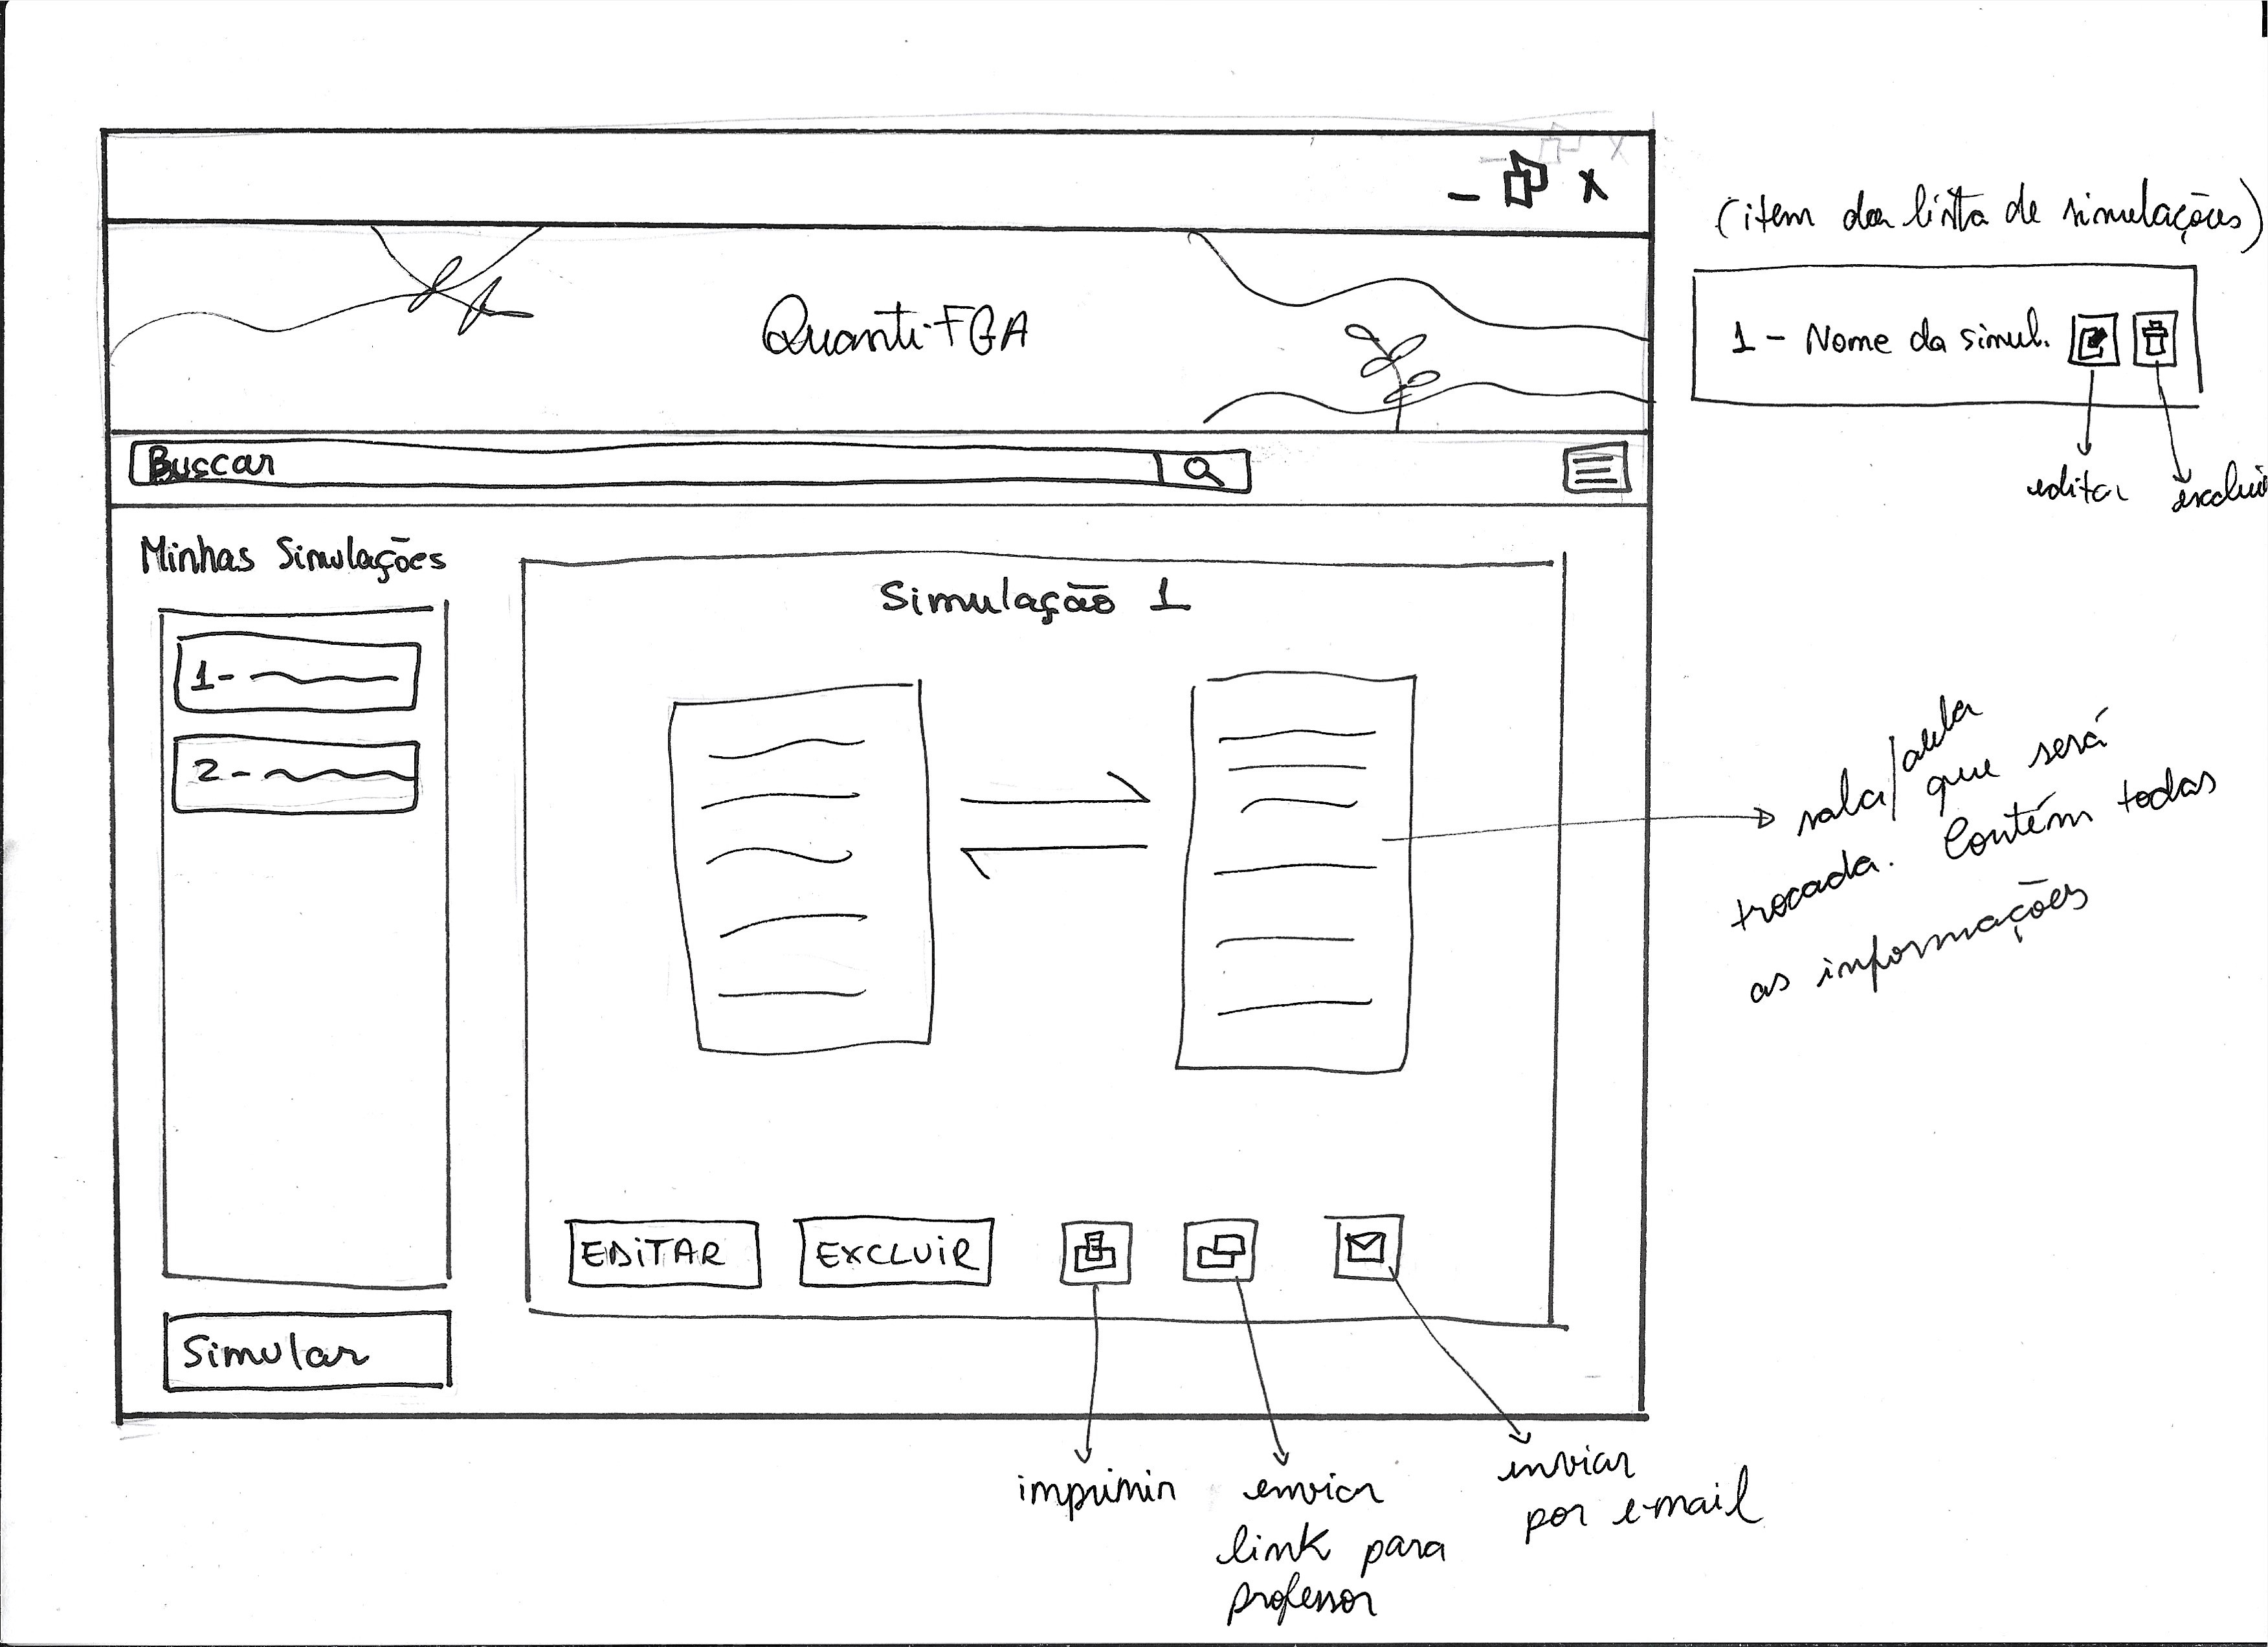 X
(item da lista de simulações)
Quanti-FGA
1 - Nome da simul.
editar excluir
Buscar
Minhas Simulações
Simulação 1
1-
2-
sala/aula
que será
trocada. Contém todas
as informações
EDITAR EXCLUIR
Simular
imprimir
enviar
link para
professor
enviar
por e-mail